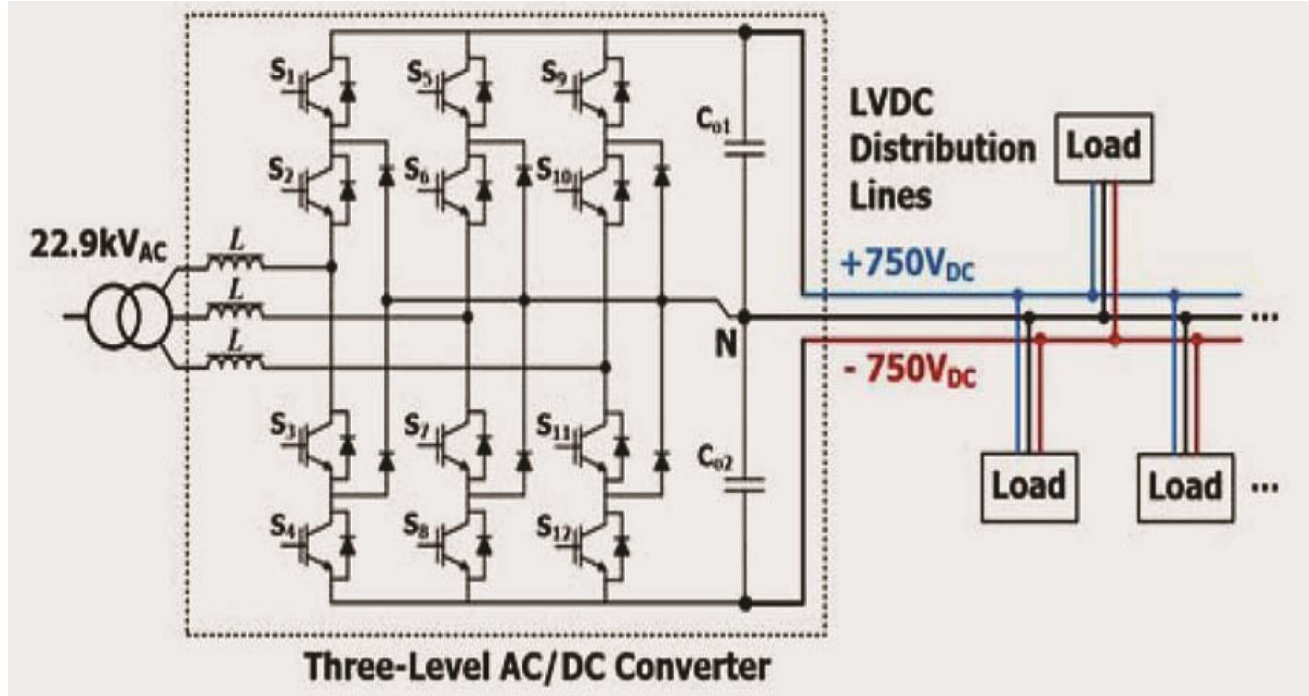 S1
S5
S9
Co1
LVDC
Distribution
Lines
Load
S2
S6
S10
22.9kVAC
L
L
L
+750VDC
N
- 750VDC
...
S3
S7
S11
Co2
Load
Load
...
S4
S8
S12
Three-Level AC/DC Converter